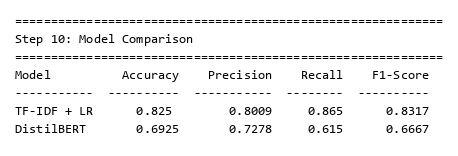 ============================================================
Step 10: Model Comparison
============================================================
Model        Accuracy    Precision    Recall    F1-Score
-----------  ----------  -----------  --------  ----------
TF-IDF + LR      0.825        0.8009     0.865      0.8317
DistilBERT       0.6925       0.7278     0.615      0.6667